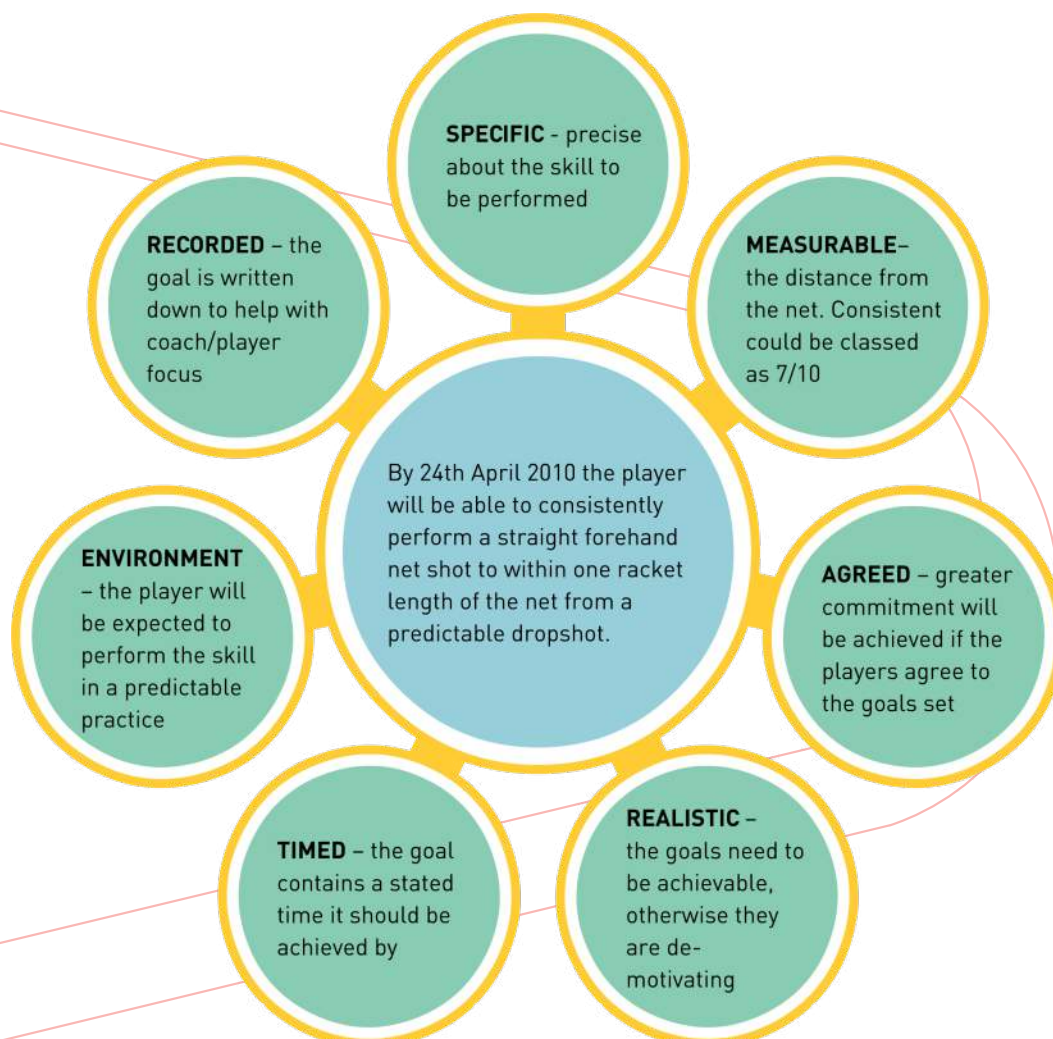 SPECIFIC - precise
about the skill to
be performed
MEASURABLE–
the distance from
the net. Consistent
could be classed
as 7/10
AGREED – greater
commitment will
be achieved if the
players agree to
the goals set
REALISTIC –
the goals need to
be achievable,
otherwise they
are de-
motivating
TIMED – the goal
contains a stated
time it should be
achieved by
ENVIRONMENT
– the player will
be expected to
perform the skill
in a predictable
practice
RECORDED – the
goal is written
down to help with
coach/player
focus
By 24th April 2010 the player
will be able to consistently
perform a straight forehand
net shot to within one racket
length of the net from a
predictable dropshot.